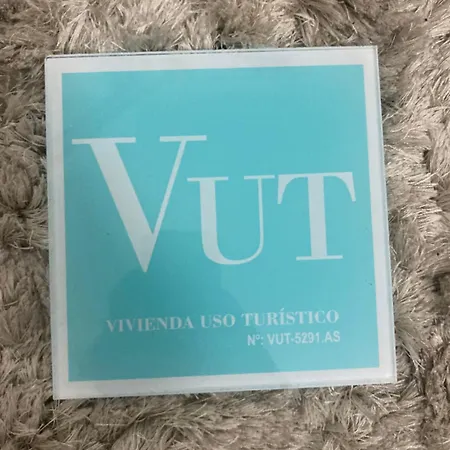 VUT
VIVIENDA USO TURÍSTICO
Nº: VUT-5291.AS